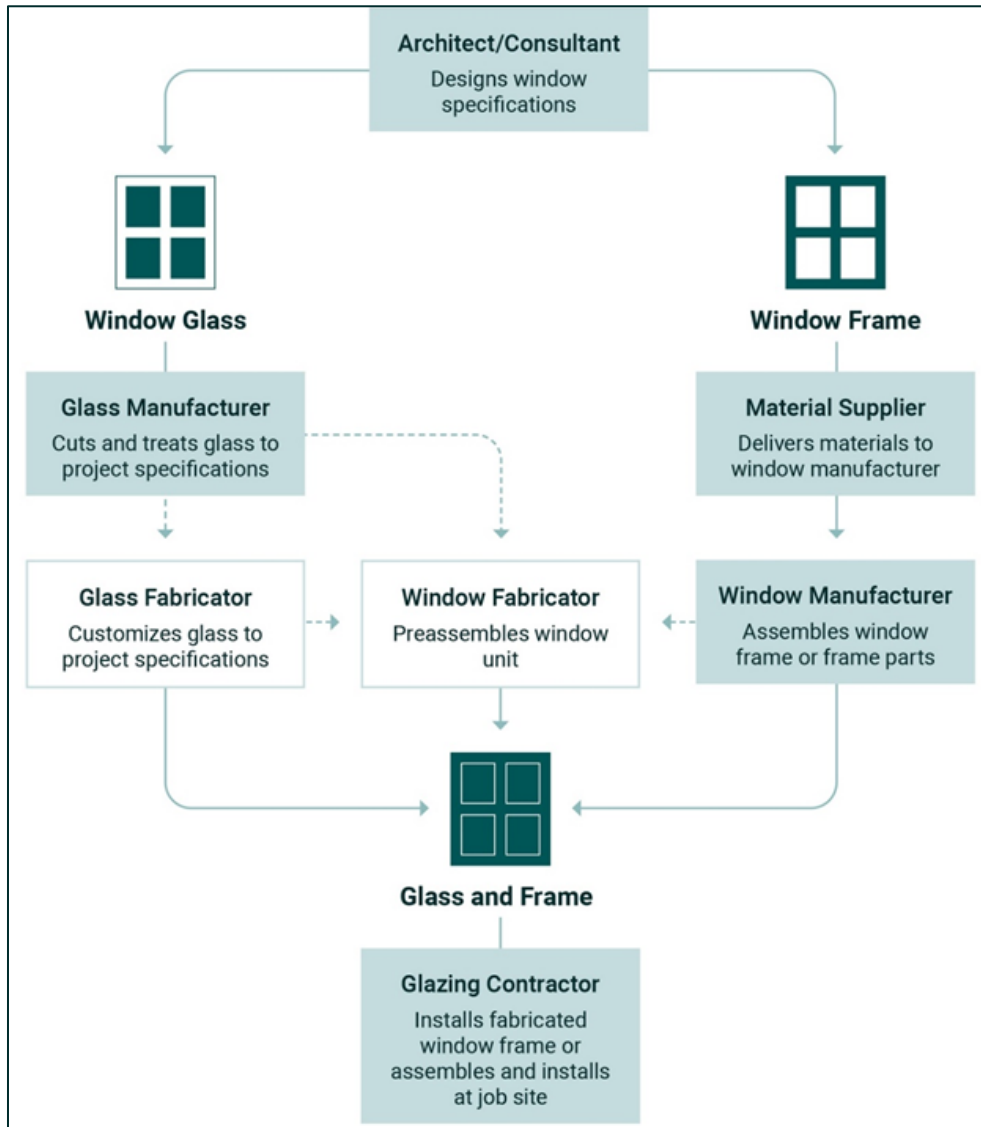 Architect/Consultant
Designs window
specifications
Window Glass
Window Frame
Glass Manufacturer
Cuts and treats glass to
project specifications
Material Supplier
Delivers materials to
window manufacturer
Glass Fabricator
Customizes glass to
project specifications
Window Fabricator
Preassembles window
unit
Window Manufacturer
Assembles window
frame or frame parts
Glass and Frame
Glazing Contractor
Installs fabricated
window frame or
assembles and installs
at job site